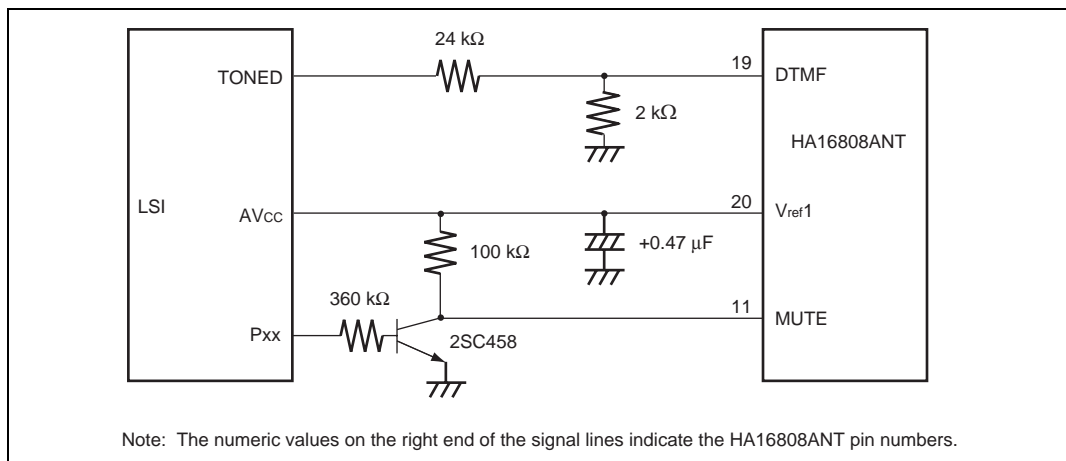 24 kΩ
TONED
19
DTMF
2 kΩ
HA16808ANT
LSI
AVCC
20
Vref1
100 kΩ
+0.47 μF
360 kΩ
11
MUTE
Pxx
2SC458
Note: The numeric values on the right end of the signal lines indicate the HA16808ANT pin numbers.